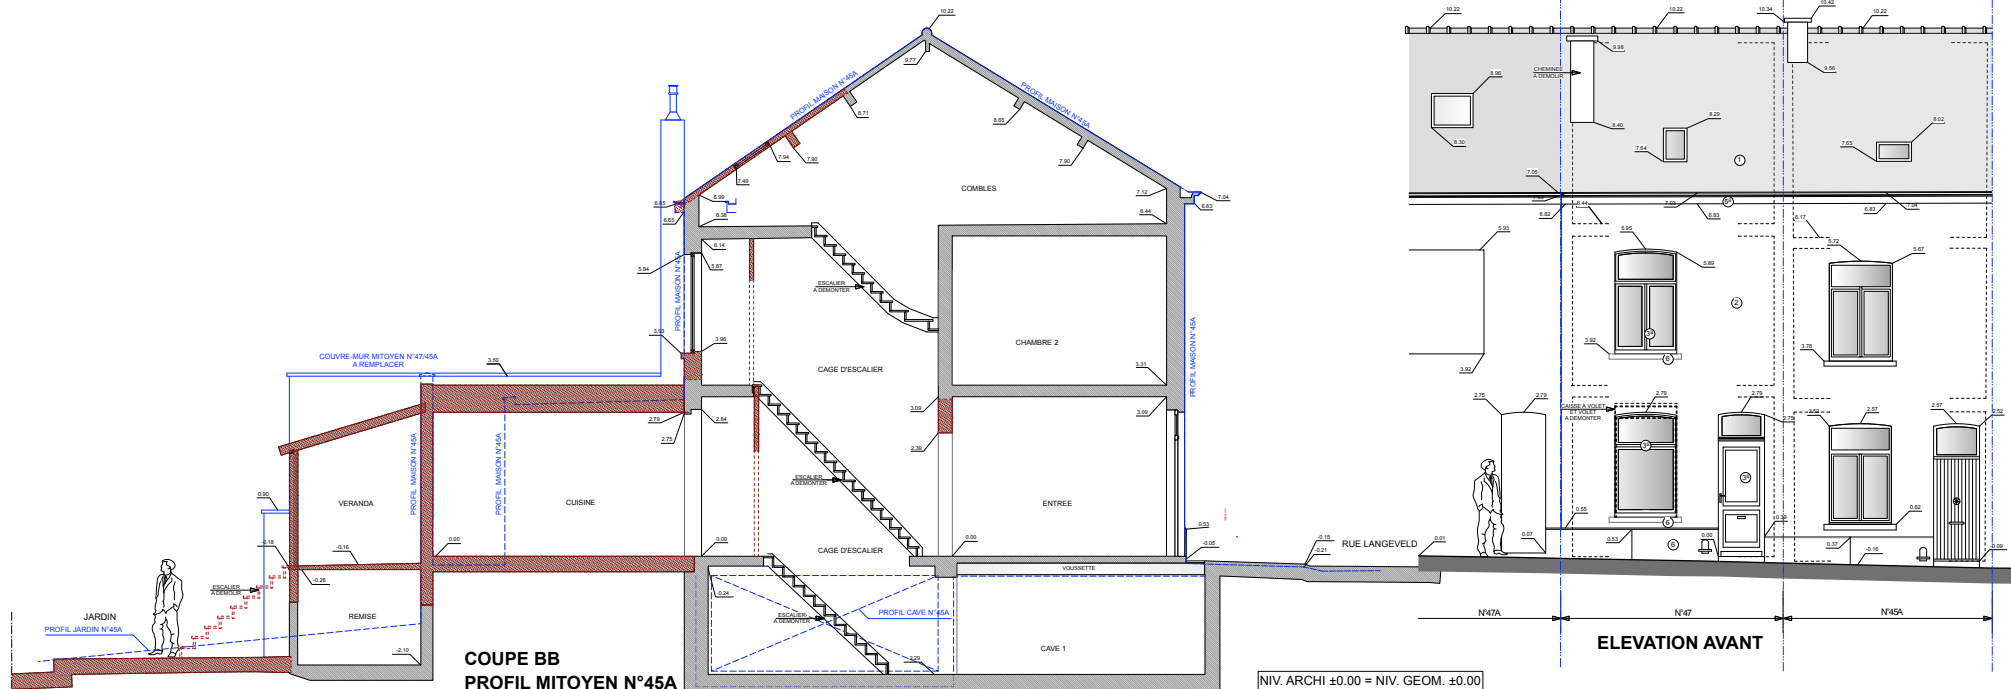 10.22
9.77
PROFIL MAISON N°45A
PROFIL MAISON N°45A
8.71
8.65
7.94
7.90
7.90
7.49
COMBLES
6.99
7.12
7.04
6.85
6.83
6.65
6.38
6.44
6.14
5.84
5.87
PROFIL MAISON N°45A
ESCALIER
A DEMONTER
3.93
3.96
CHAMBRE 2
PROFIL MAISON N°45A
COUVRE-MUR MITOYEN N°47/45A
A REMPLACER
3.50
CAGE D'ESCALIER
3.31
3.09
3.09
2.79
2.84
2.75
2.39
PROFIL MAISON N°45A
PROFIL MAISON N°45A
ESCALIER
A DEMONTER
0.90
VERANDA
CUISINE
ENTREE
0.53
-0.18
-0.16
0.00
0.00
CAGE D'ESCALIER
0.00
-0.05
-0.15
-0.21
RUE LANGEVELD
-0.26
VOUSSETTE
ESCALIER
A DEMOLIR
-0.24
JARDIN
PROFIL JARDIN N°45A
REMISE
ESCALIER
A DEMONTER
PROFIL CAVE N°45A
-2.10
2.29
CAVE 1
COUPE BB
PROFIL MITOYEN N°45A
NIV. ARCHI ±0.00 = NIV. GEOM. ±0.00
10.22
10.22
10.34
10.42
10.22
9.98
CHEMINEE
A DEMOLIR
9.56
8.96
8.40
8.30
8.29
8.02
7.64
7.65
1
7.05
7.03
7.04
6.82
6.44
6.83
6.83
6.17
5.93
5.95
5.89
5.72
5.67
2
3.92
3.92
3.78
6
2.75
2.79
CAISSE A VOLET
ET VOLET
A DEMONTER
2.79
2.79
2.75
2.53
2.57
2.57
2.52
0.55
0.07
0.53
6
6
0.00
0.39
0.37
0.62
-0.16
-0.09
0.01
N°47A
N°47
N°45A
ELEVATION AVANT